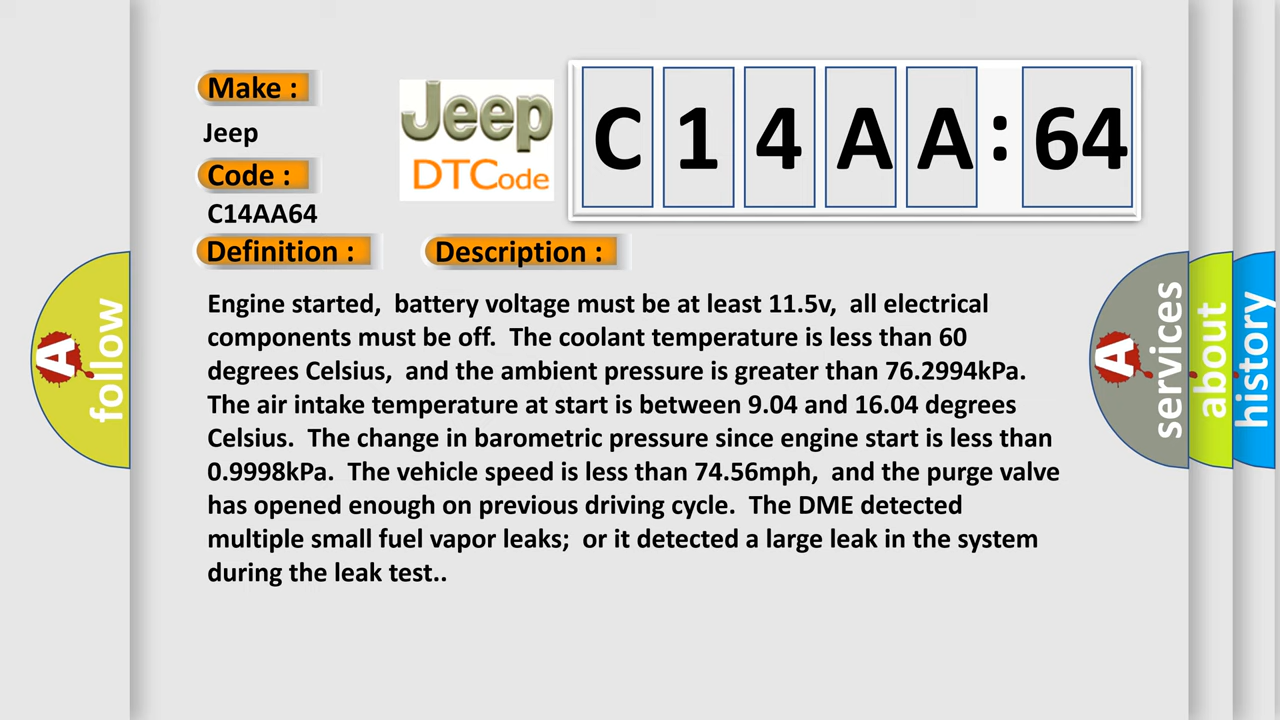 Make :
Jeep
Code :
C14AA64
Definition :
Description :
Jeep
DTCode
C 1 4 A A : 64
Engine started,  battery voltage must be at least 11.5v,  all electrical
components must be off  The coolant temperature is less than 60
degrees Celsius,  and the ambient pressure is greater than 76.2994kPa
The air intake temperature at start is between 9.04 and 16.04 degrees
Celsius  The change in barometric pressure since engine start is less than
0.9998kPa  The vehicle speed is less than 74.56mph,  and the purge valve
has opened enough on previous driving cycle  The DME detected
multiple small fuel vapor leaks;  or it detected a large leak in the system
during the leak test..
A
follow
A
services
about
history